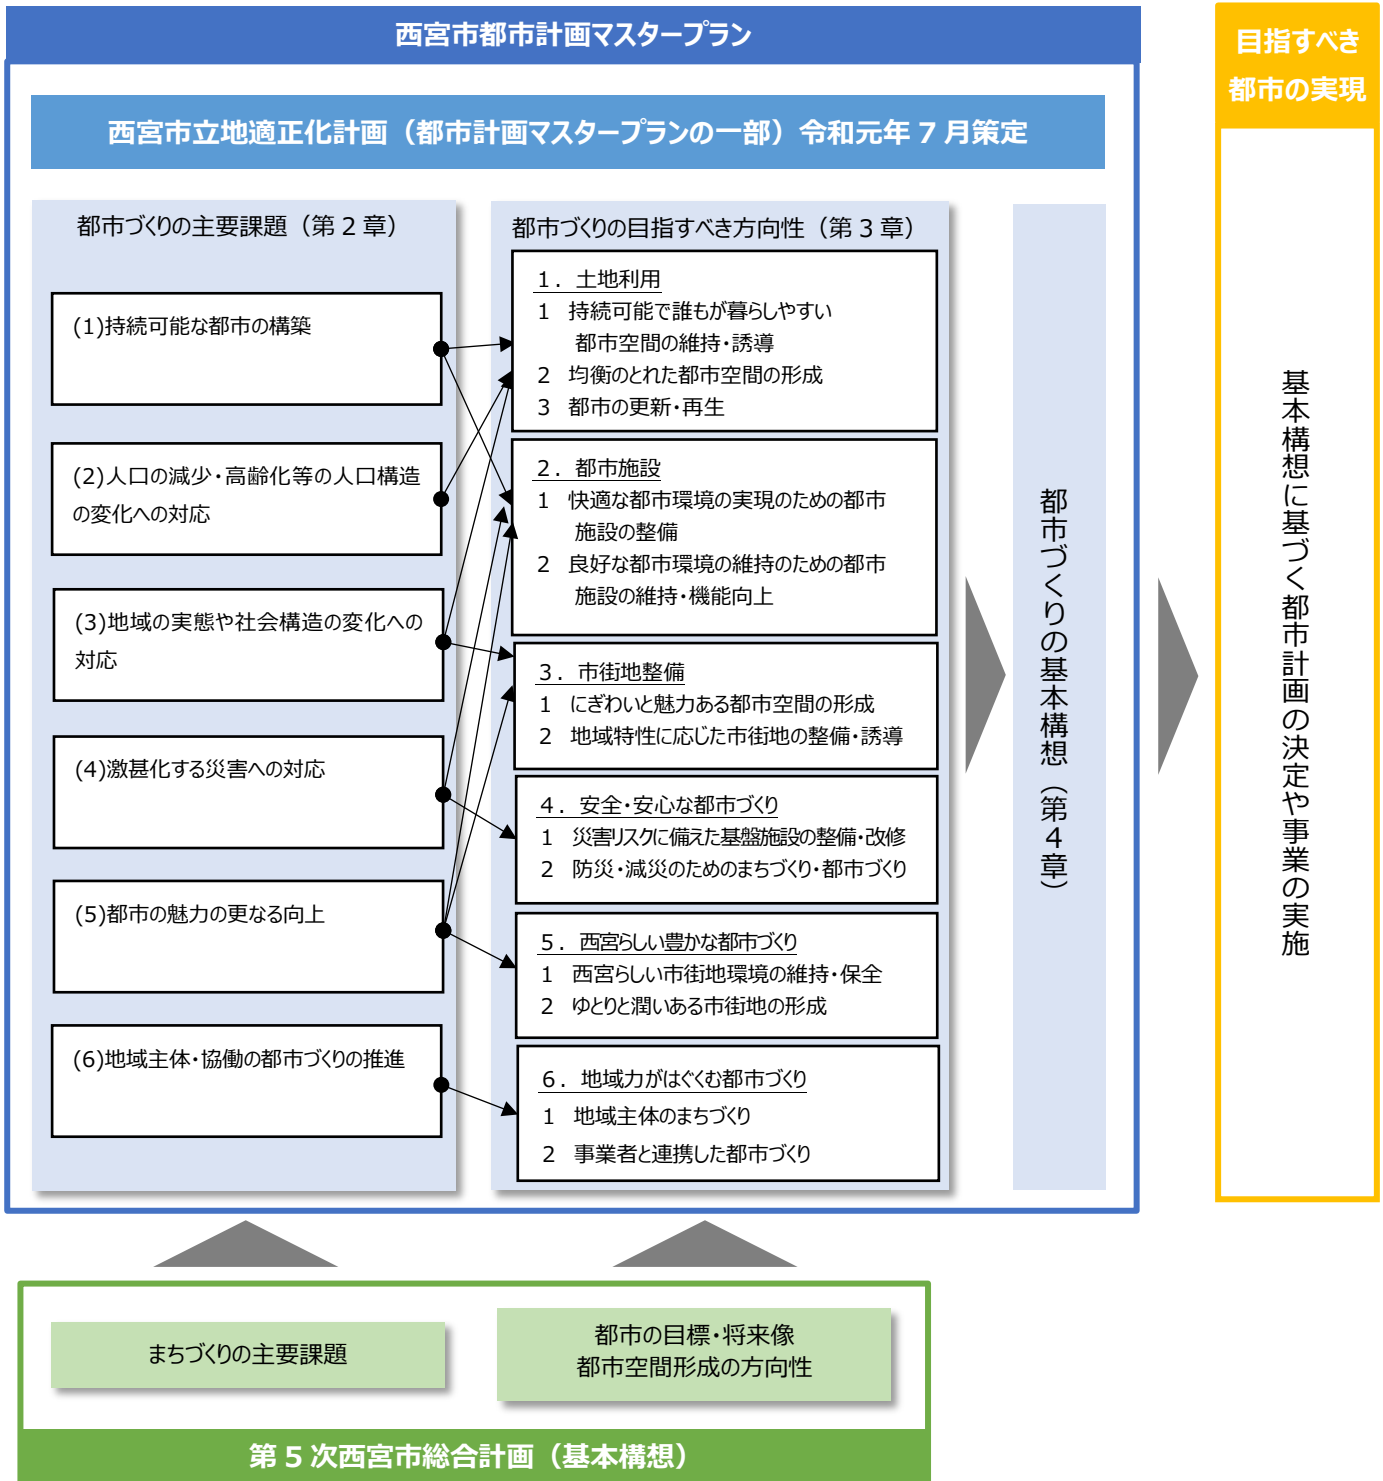 西宮市都市計画マスタープラン
西宮市立地適正化計画（都市計画マスタープランの一部）令和元年７月策定
都市づくりの主要課題（第２章）
(1)持続可能な都市の構築
(2)人口の減少・高齢化等の人口構造
の変化への対応
(3)地域の実態や社会構造の変化への
対応
(4)激甚化する災害への対応
(5)都市の魅力の更なる向上
(6)地域主体・協働の都市づくりの推進
都市づくりの目指すべき方向性（第３章）
１．土地利用
1 持続可能で誰もが暮らしやすい
都市空間の維持・誘導
2 均衡のとれた都市空間の形成
3 都市の更新・再生
２．都市施設
1 快適な都市環境の実現のための都市
施設の整備
2 良好な都市環境の維持のための都市
施設の維持・機能向上
３．市街地整備
1 にぎわいと魅力ある都市空間の形成
2 地域特性に応じた市街地の整備・誘導
４．安全・安心な都市づくり
1 災害リスクに備えた基盤施設の整備・改修
2 防災・減災のためのまちづくり・都市づくり
５．西宮らしい豊かな都市づくり
1 西宮らしい市街地環境の維持・保全
2 ゆとりと潤いある市街地の形成
６．地域力がはぐくむ都市づくり
1 地域主体のまちづくり
2 事業者と連携した都市づくり
都市づくりの基本構想（第４章）
目指すべき
都市の実現
基本構想に基づく都市計画の決定や事業の実施
まちづくりの主要課題
都市の目標・将来像
都市空間形成の方向性
第５次西宮市総合計画（基本構想）